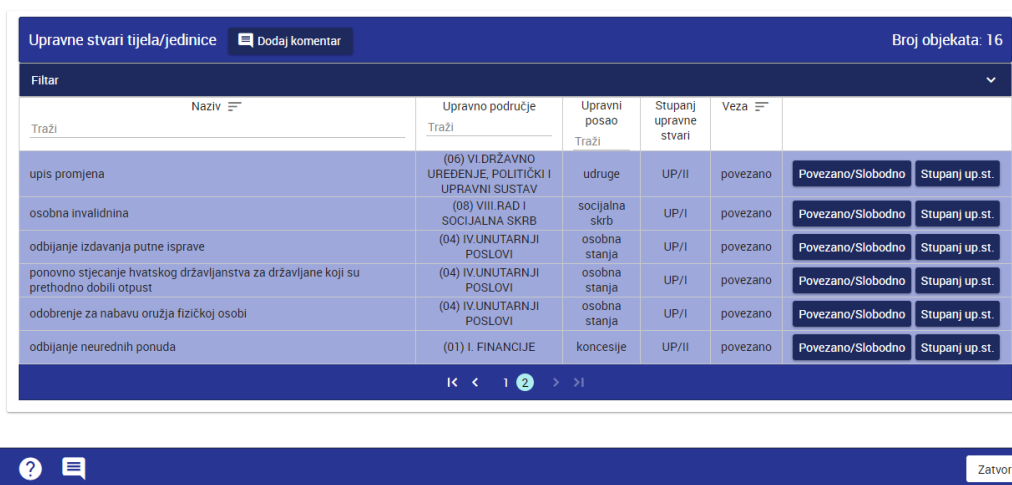 Upravne stvari tijela/jedinice Dodaj komentar Broj objekata: 16
Filtar
Naziv Upravno područje Upravni posao Stupanj upravne stvari Veza
Traži Traži Traži
upis promjena (06) VI.DRŽAVNO UREĐENJE, POLITIČKI I UPRAVNI SUSTAV udruge UP/II povezano Povezano/Slobodno Stupanj up.st.
osobna invalidnina (08) VIII.RAD I SOCIJALNA SKRB socijalna skrb UP/I povezano Povezano/Slobodno Stupanj up.st.
odbijanje izdavanja putne isprave (04) IV.UNUTARNJI POSLOVI osobna stanja UP/I povezano Povezano/Slobodno Stupanj up.st.
ponovno stjecanje hvatskog državljanstva za državljane koji su prethodno dobili otpust (04) IV.UNUTARNJI POSLOVI osobna stanja UP/I povezano Povezano/Slobodno Stupanj up.st.
odobrenje za nabavu oružja fizičkoj osobi (04) IV.UNUTARNJI POSLOVI osobna stanja UP/I povezano Povezano/Slobodno Stupanj up.st.
odbijanje neurednih ponuda (01) I. FINANCIJE koncesije UP/II povezano Povezano/Slobodno Stupanj up.st.
1 2
? Zatvor